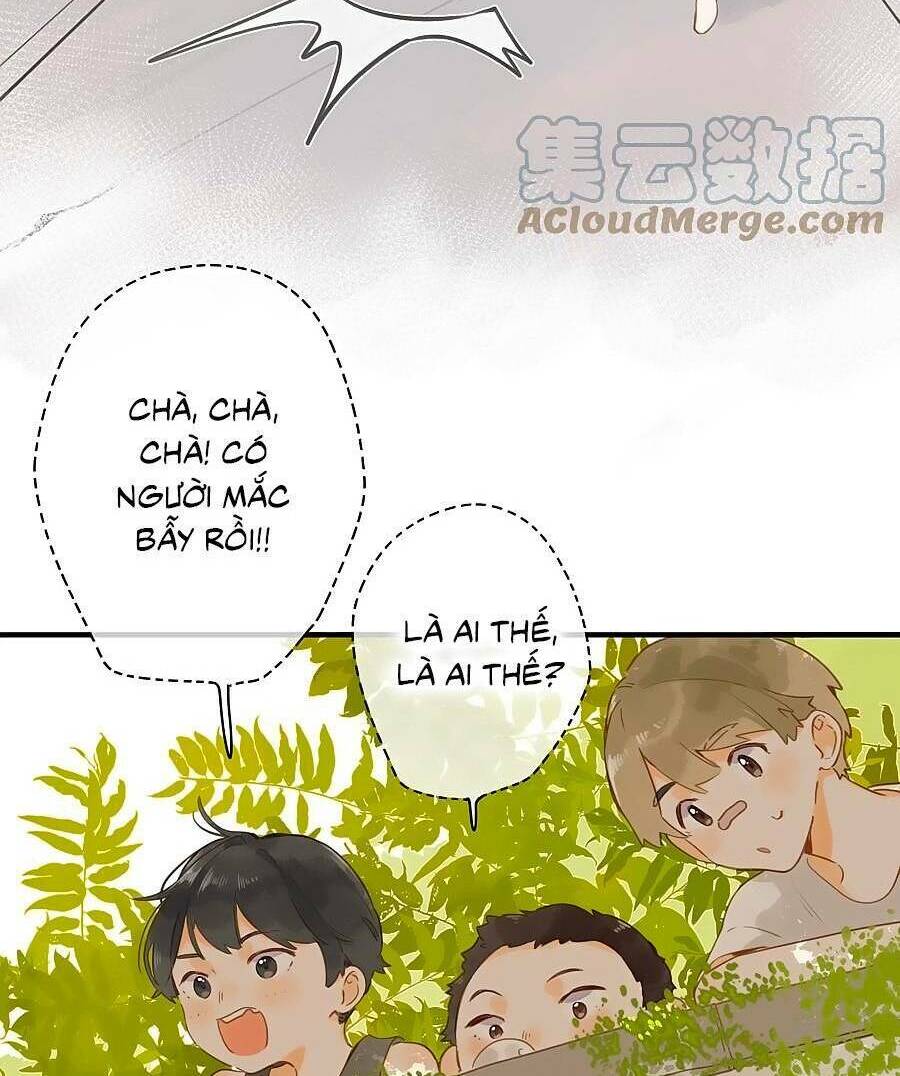 集云数据
ACloudMerge.com
CHÀ, CHÀ,
CHÀ! CÓ
NGƯỜI MẮC
BẪY RỒI!!
LÀ AI THẾ,
LÀ AI THẾ?